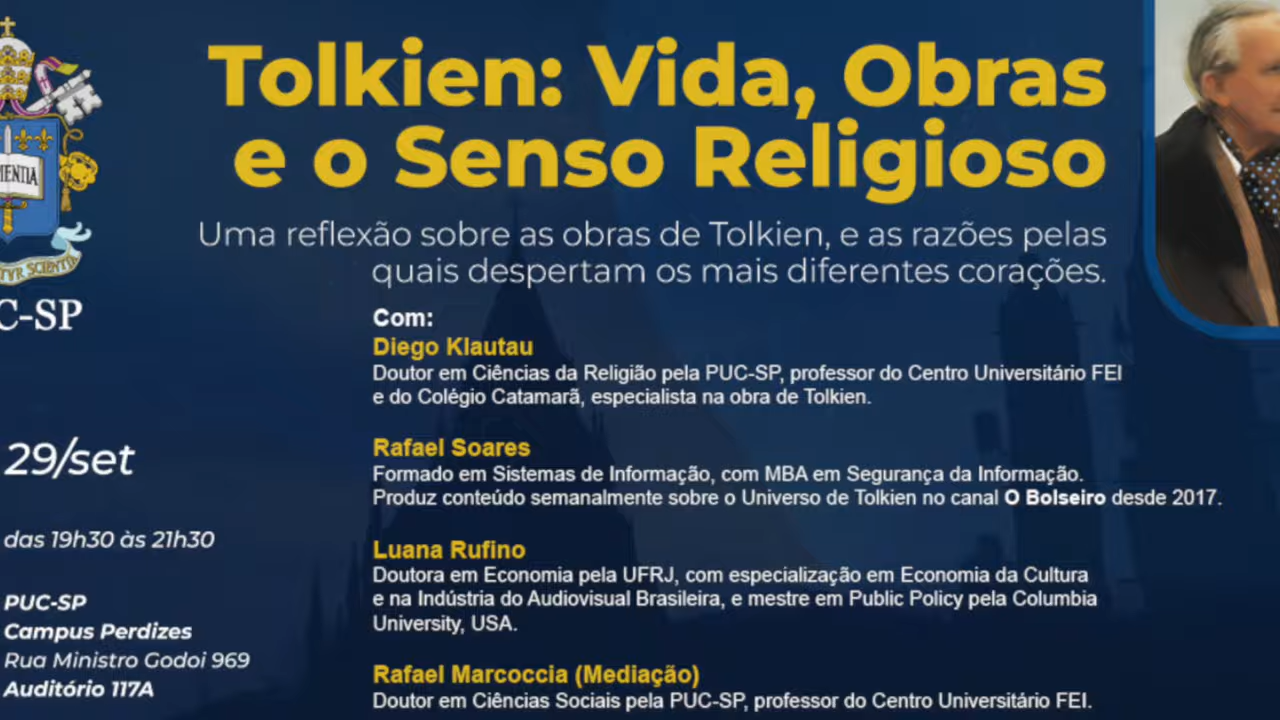 Tolkien: Vida, Obras
e o Senso Religioso
Uma reflexão sobre as obras de Tolkien, e as razões pelas
quais despertam os mais diferentes corações.
C-SP
Com:
Diego Klautau
Doutor em Ciências da Religião pela PUC-SP, professor do Centro Universitário FEI
e do Colégio Catamarã, especialista na obra de Tolkien.
Rafael Soares
Formado em Sistemas de Informação, com MBA em Segurança da Informação.
Produz conteúdo semanalmente sobre o Universo de Tolkien no canal O Bolseiro desde 2017.
Luana Rufino
Doutora em Economia pela UFRJ, com especialização em Economia da Cultura
e na Indústria do Audiovisual Brasileira, e mestre em Public Policy pela Columbia
University, USA.
Rafael Marcoccia (Mediação)
Doutor em Ciências Sociais pela PUC-SP, professor do Centro Universitário FEI.
29/set
das 19h30 às 21h30
PUC-SP
Campus Perdizes
Rua Ministro Godoi 969
Auditório 117A